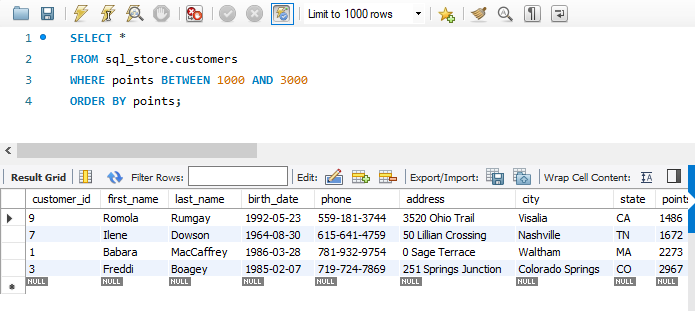 Limit to 1000 rows
1 SELECT *
2 FROM sql_store.customers
3 WHERE points BETWEEN 1000 AND 3000
4 ORDER BY points;
Result Grid Filter Rows: Edit: Export/Import: Wrap Cell Content:
customer_id first_name last_name birth_date phone address city state points
9 Romola Rumgay 1992-05-23 559-181-3744 3520 Ohio Trail Visalia CA 1486
7 Ilene Dowson 1964-08-30 615-641-4759 50 Lillian Crossing Nashville TN 1672
1 Babara MacCaffrey 1986-03-28 781-932-9754 0 Sage Terrace Waltham MA 2273
3 Freddi Boagey 1985-02-07 719-724-7869 251 Springs Junction Colorado Springs CO 2967
NULL NULL NULL NULL NULL NULL NULL NULL NULL